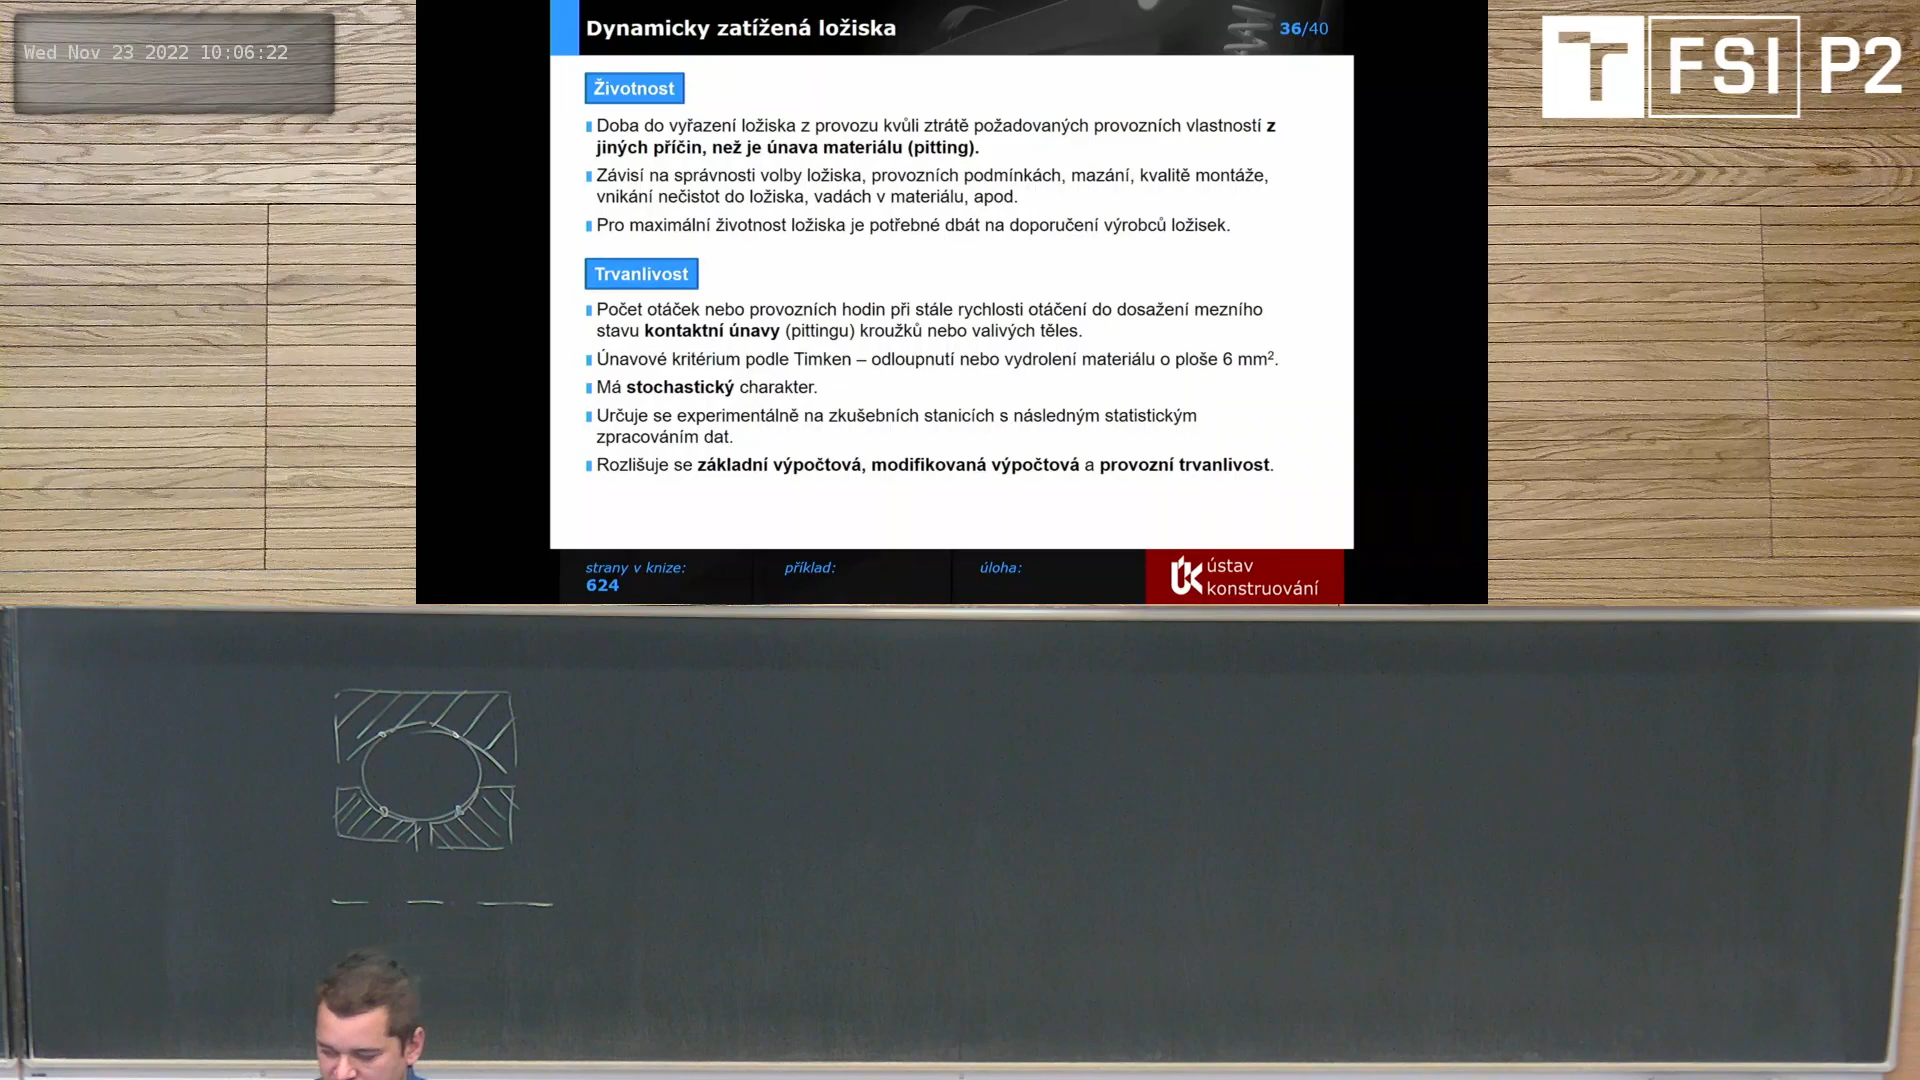 Wed Nov 23 2022 10:06:22
Dynamicky zatížená ložiska
36/40
FSI P2
Životnost
Doba do vyřazení ložiska z provozu kvůli ztrátě požadovaných provozních vlastností z
jiných příčin, než je únava materiálu (pitting).
Závisí na správnosti volby ložiska, provozních podmínkách, mazání, kvalitě montáže,
vnikání nečistot do ložiska, vadách v materiálu, apod.
Pro maximální životnost ložiska je potřebné dbát na doporučení výrobců ložisek.
Trvanlivost
Počet otáček nebo provozních hodin při stále rychlosti otáčení do dosažení mezního
stavu kontaktní únavy (pittingu) kroužků nebo valivých těles.
Únavové kritérium podle Timken – odloupnutí nebo vydrolení materiálu o ploše 6 mm².
Má stochastický charakter.
Určuje se experimentálně na zkušebních stanicích s následným statistickým
zpracováním dat.
Rozlišuje se základní výpočtová, modifikovaná výpočtová a provozní trvanlivost.
strany v knize:
624
příklad:
úloha:
ústav
konstruování